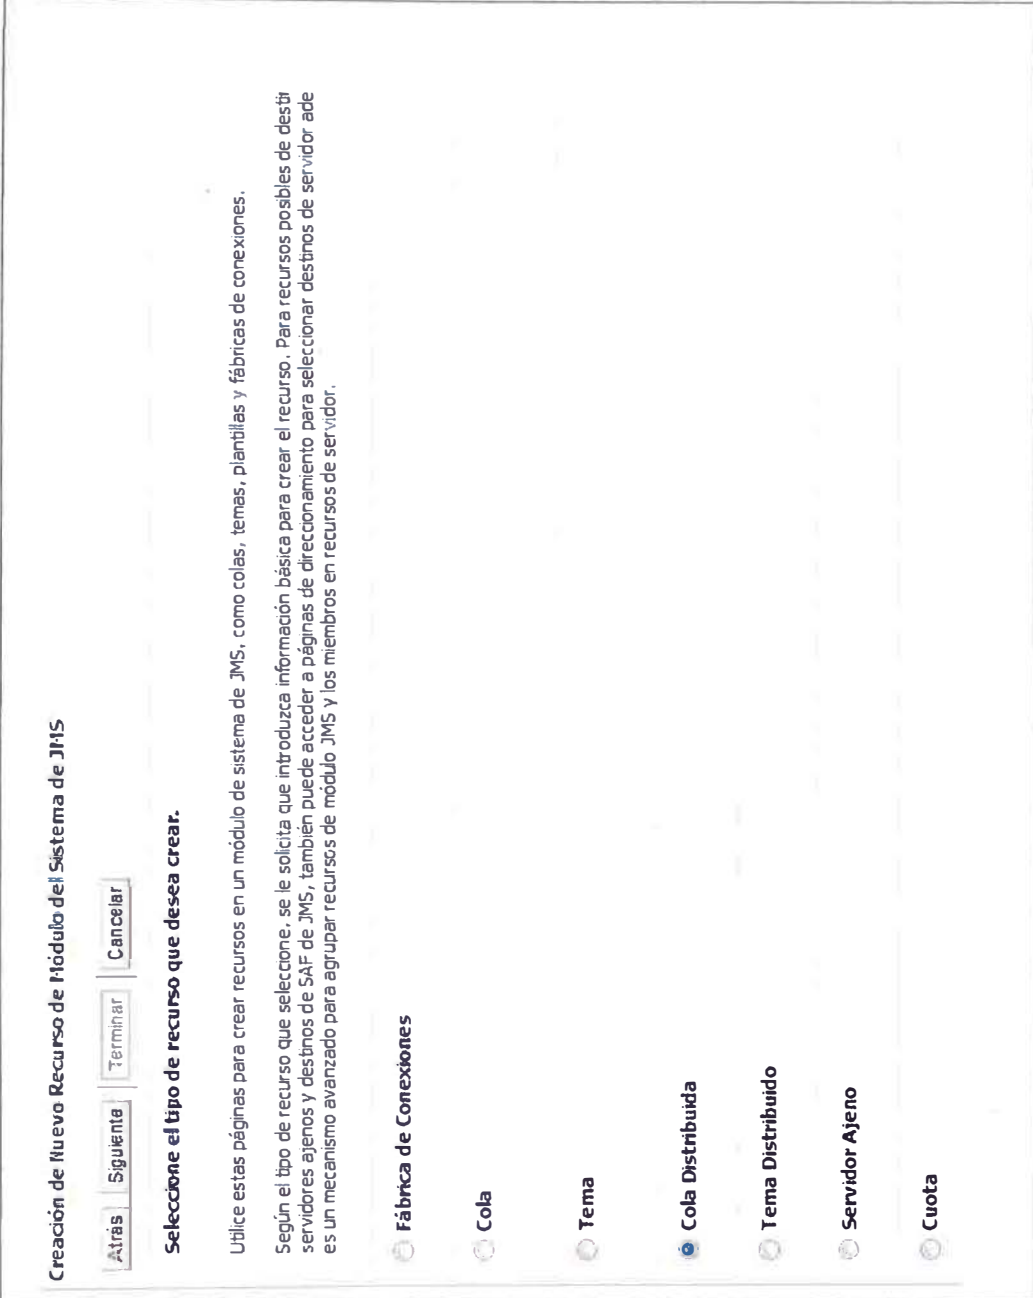 Creación de Nuevo Recurso de Módulo del Sistema de JMS
Atrás Siguiente Terminar Cancelar
Seleccione el tipo de recurso que desea crear.
Utilice estas páginas para crear recursos en un módulo de sistema de JMS, como colas, temas, plantillas y fábricas de conexiones.
Según el tipo de recurso que seleccione, se le solicita que introduzca información básica para crear el recurso. Para recursos posibles de desti
servidores ajenos y destinos de SAF de JMS, también puede acceder a páginas de direccionamiento para seleccionar destinos de servidor ade
es un mecanismo avanzado para agrupar recursos de módulo JMS y los miembros en recursos de servidor.
Fábrica de Conexiones
Cola
Tema
Cola Distribuida
Tema Distribuido
Servidor Ajeno
Cuota